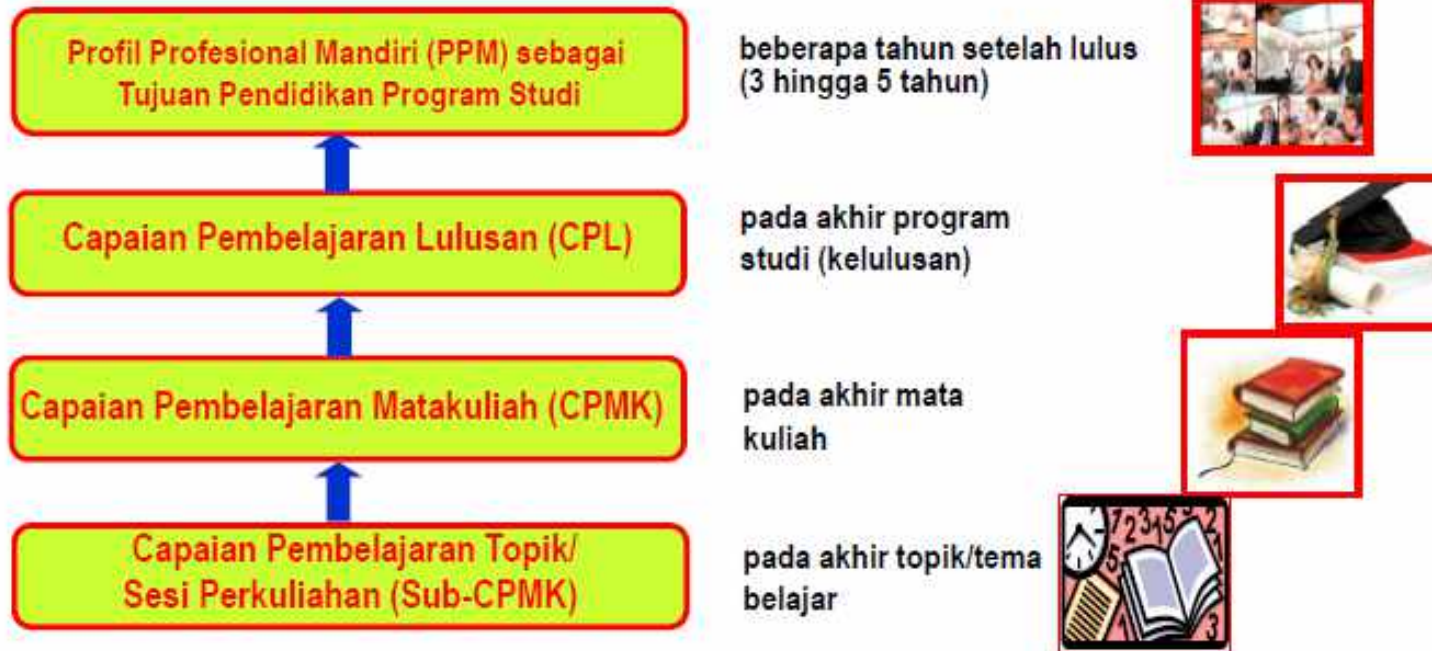 Profil Profesional Mandiri (PPM) sebagai
Tujuan Pendidikan Program Studi
beberapa tahun setelah lulus
(3 hingga 5 tahun)
Capaian Pembelajaran Lulusan (CPL)
pada akhir program
studi (kelulusan)
Capaian Pembelajaran Matakuliah (CPMK)
pada akhir mata
kuliah
Capaian Pembelajaran Topik/
Sesi Perkuliahan (Sub-CPMK)
pada akhir topik/tema
belajar